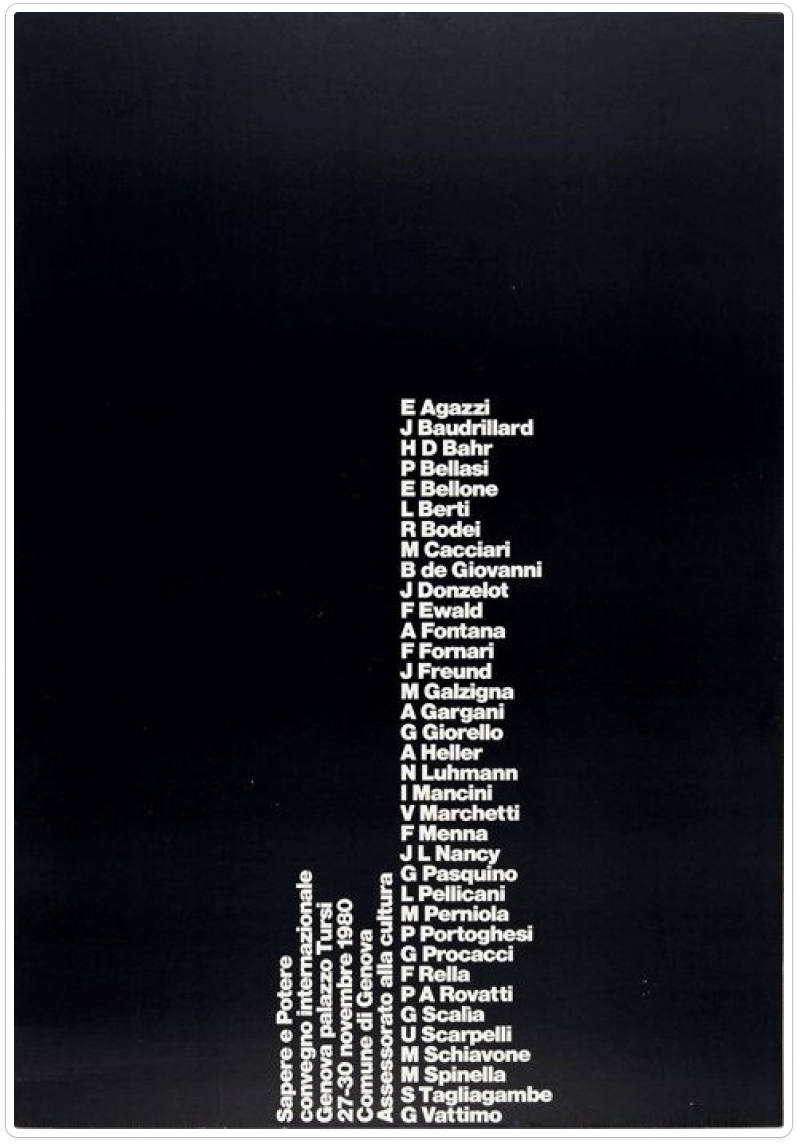 Sapere e Potere
convegno internazionale
Genova palazzo Tursi
27-30 novembre 1980
Comune di Genova
Assessorato alla cultura
E Agazzi
J Baudrillard
H D Bahr
P Bellasi
E Bellone
L Berti
R Bodei
M Cacciari
B de Giovanni
J Donzelot
F Ewald
A Fontana
F Fornari
J Freund
M Galzigna
A Gargani
G Giorello
A Heller
N Luhmann
I Mancini
V Marchetti
F Menna
J L Nancy
G Pasquino
L Pellicani
M Perniola
P Portoghesi
G Procacci
F Rella
P A Rovatti
G Scalia
U Scarpelli
M Schiavone
M Spinella
S Tagliagambe
G Vattimo